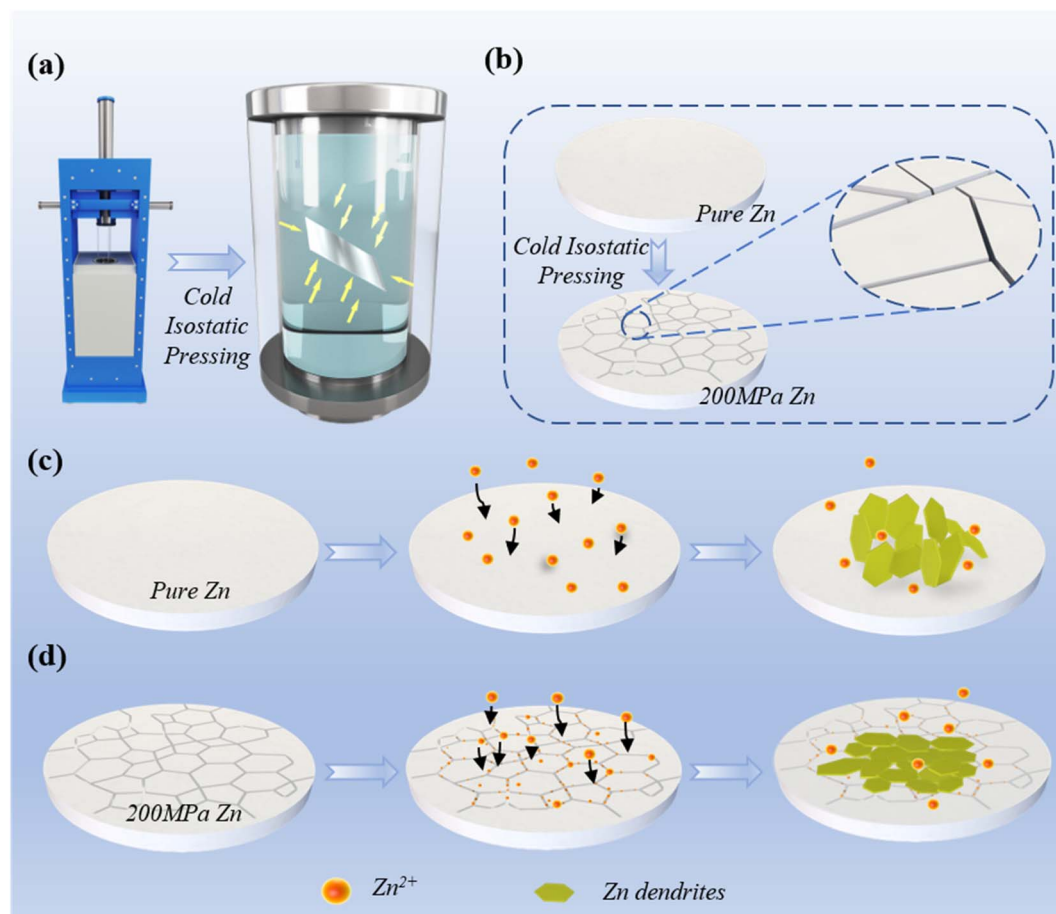 (a)
Cold
Isostatic
Pressing
(b)
Pure Zn
Cold Isostatic
Pressing
200MPa Zn
(c)
Pure Zn
(d)
200MPa Zn
Zn²⁺
Zn dendrites